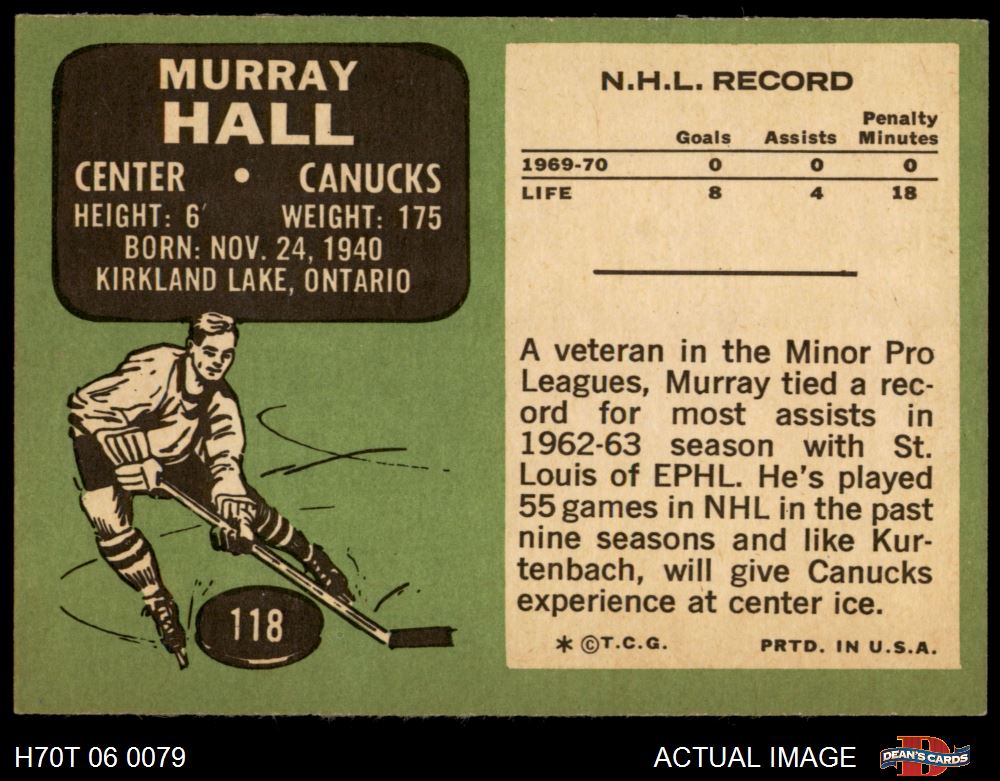 MURRAY
HALL
CENTER • CANUCKS
HEIGHT: 6' WEIGHT: 175
BORN: NOV. 24, 1940
KIRKLAND LAKE, ONTARIO
118
N.H.L. RECORD
Goals Assists Penalty Minutes
1969-70 0 0 0
LIFE 8 4 18
A veteran in the Minor Pro
Leagues, Murray tied a rec-
ord for most assists in
1962-63 season with St.
Louis of EPHL. He's played
55 games in NHL in the past
nine seasons and like Kur-
tenbach, will give Canucks
experience at center ice.
* ©T.C.G. PRTD. IN U.S.A.
H70T 06 0079 ACTUAL IMAGE DEAN'S CARDS